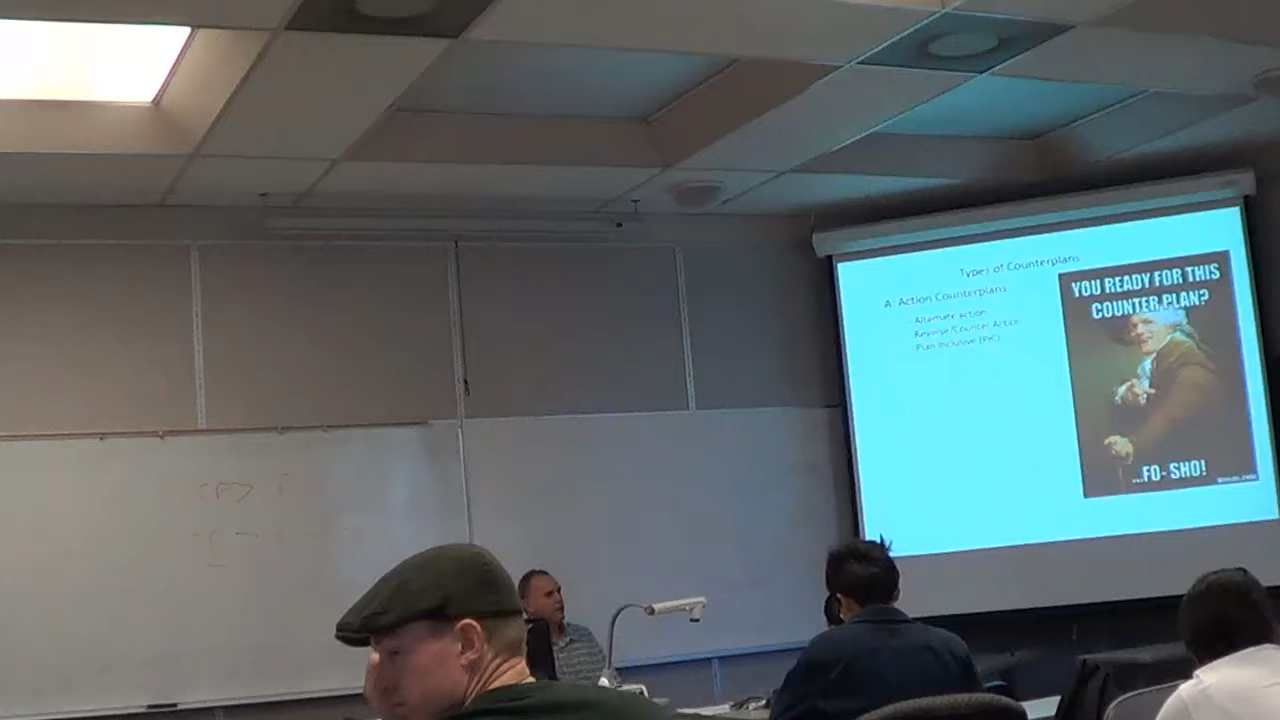 Types of Counterplans
A: Action Counterplans
- Alternate action
Reverse/Counter Action
Plan Inclusive (PIC)
YOU READY FOR THIS
COUNTER PLAN?
...FO- SHO!